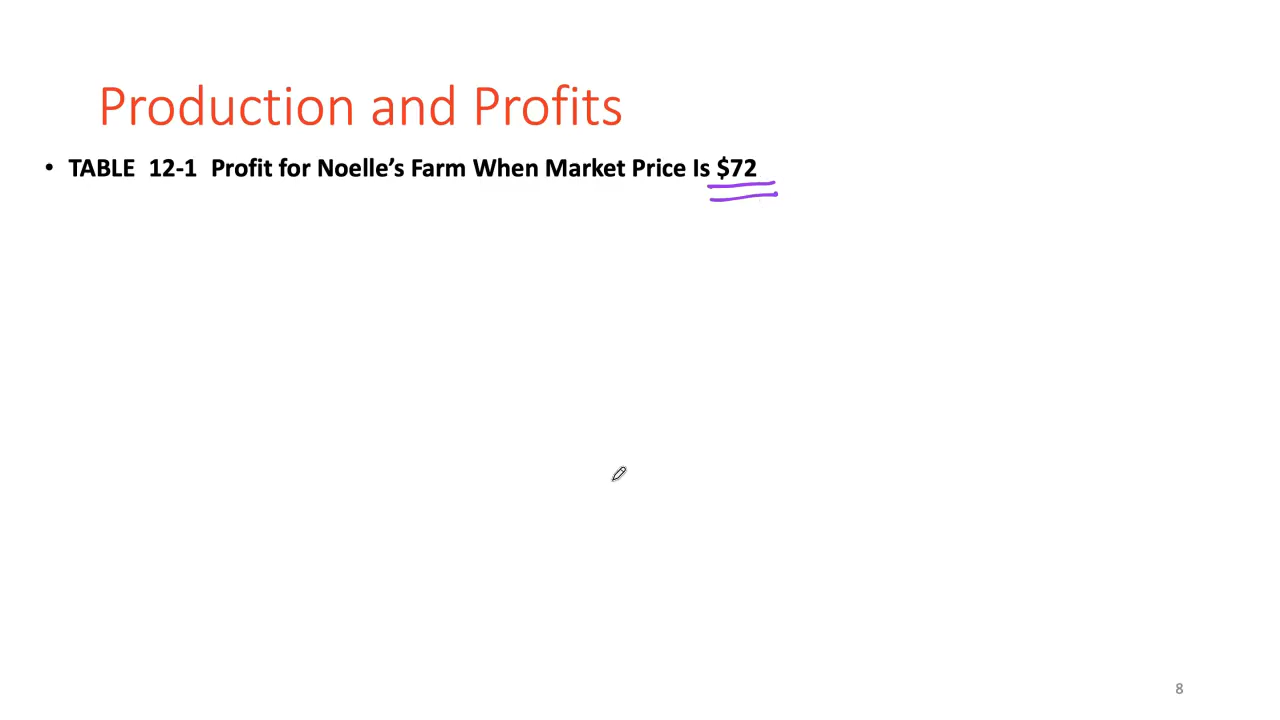 Production and Profits
• TABLE 12-1 Profit for Noelle’s Farm When Market Price Is $72
8